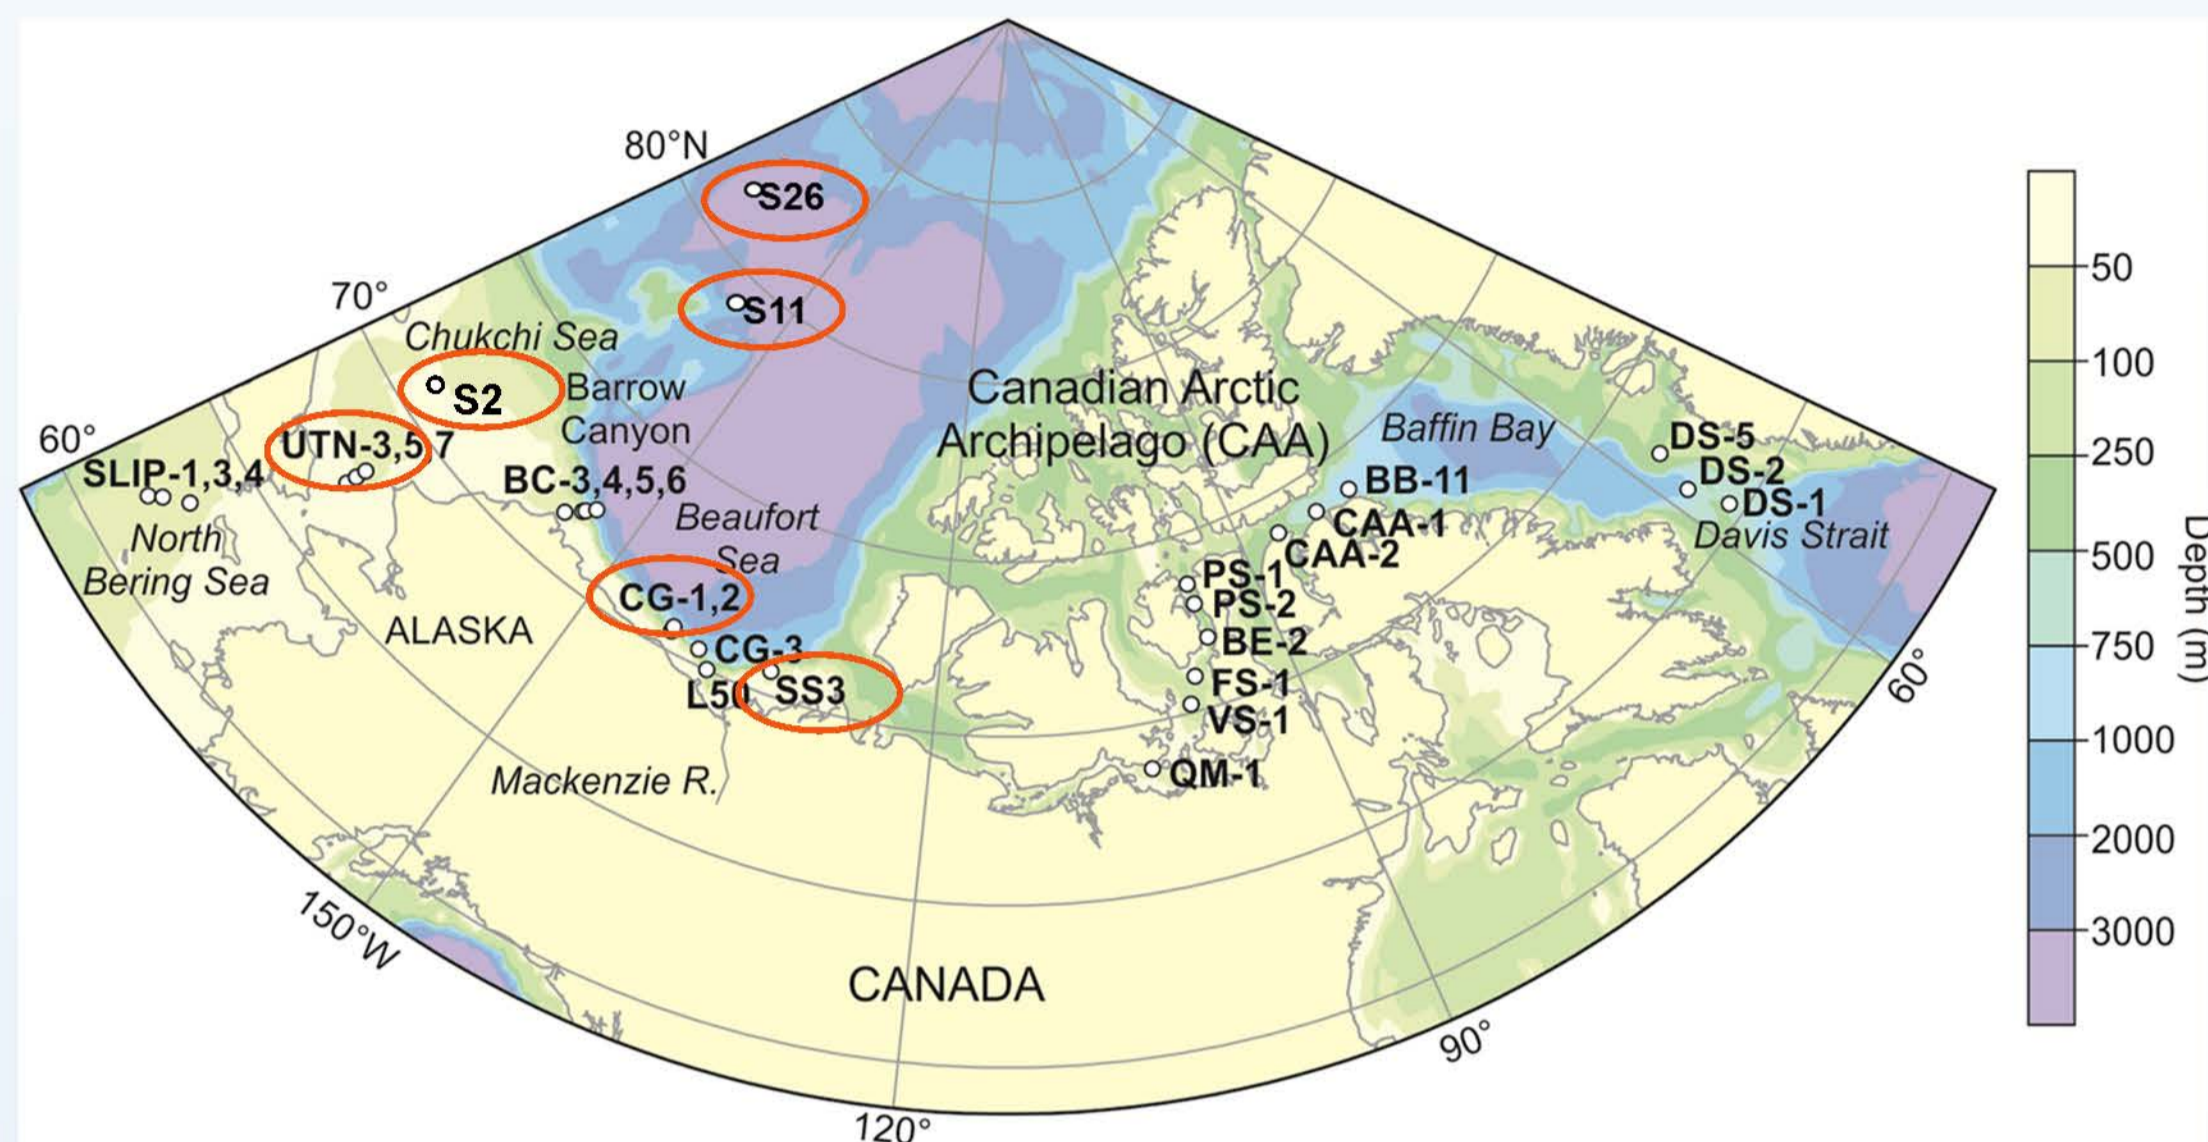 80°N
S26
S11
70°
Chukchi Sea
S2
Barrow
Canyon
60°
UTN-3,5,7
SLIP-1,3,4
BC-3,4,5,6
North
Bering Sea
Beaufort
Sea
ALASKA
CG-1,2
CG-3
L50
SS3
Mackenzie R.
Canadian Arctic
Archipelago (CAA)
Baffin Bay
BB-11
CAA-1
CAA-2
PS-1
PS-2
BE-2
FS-1
VS-1
QM-1
DS-5
DS-2
DS-1
Davis Strait
CANADA
150°W
120°
90°
60°
50
100
250
500
750
1000
2000
3000
Depth (m)